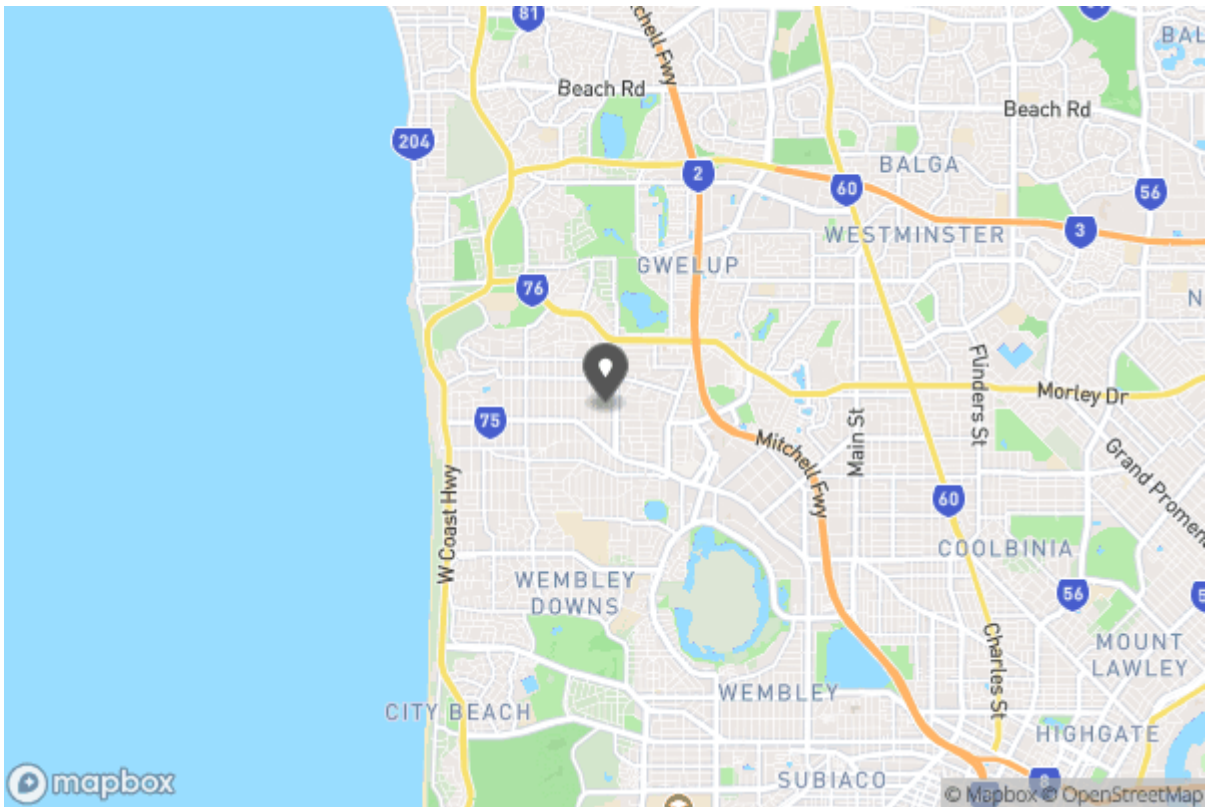 81
chell Fwy
BAL
Beach Rd
Beach Rd
204
2
BALGA
60
56
WESTMINSTER
3
GWELUP
76
N
Flinders St
Morley Dr
75
Main St
Mitchell Fwy
Grand Promen
W Coast Hwy
60
COOLBINIA
WEMBLEY
DOWNS
56
5
MOUNT
LAWLEY
Charles St
WEMBLEY
CITY BEACH
HIGHGATE
SUBIACO
8
mapbox
© Mapbox © OpenStreetMap